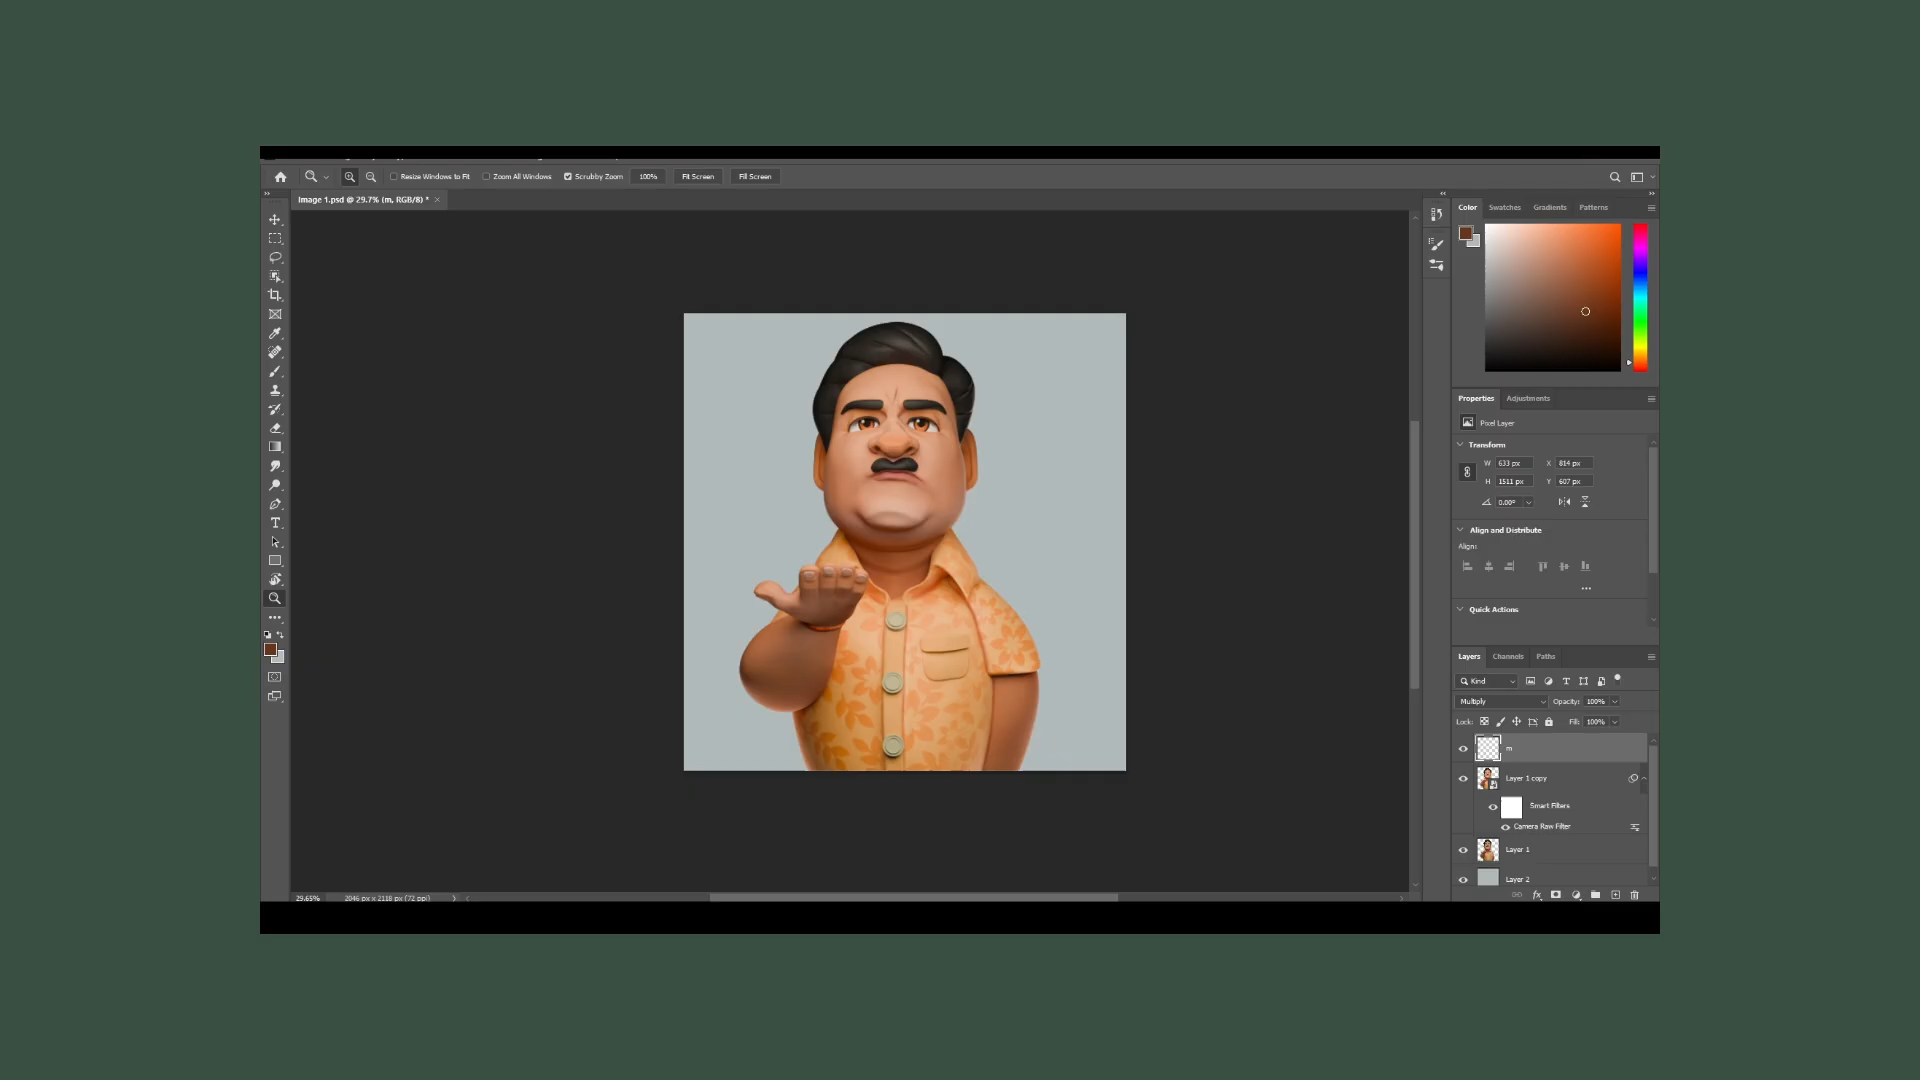 Resize Windows to Fit Zoom All Windows Scrubby Zoom 100% Fit Screen Fill Screen
Image 1.psd @ 29.7% (m, RGB/8) * ×
Color Swatches Gradients Patterns
Properties Adjustments
Pixel Layer
Transform
W 633 px X 814 px
H 1511 px Y 607 px
0.00°
Align and Distribute
Align:
Quick Actions
Layers Channels Paths
Kind
Multiply Opacity: 100%
Lock: Fill: 100%
m
Layer 1 copy
Smart Filters
Camera Raw Filter
Layer 1
Layer 2
fx
29.65% 2046 px x 2118 px (72 ppi)